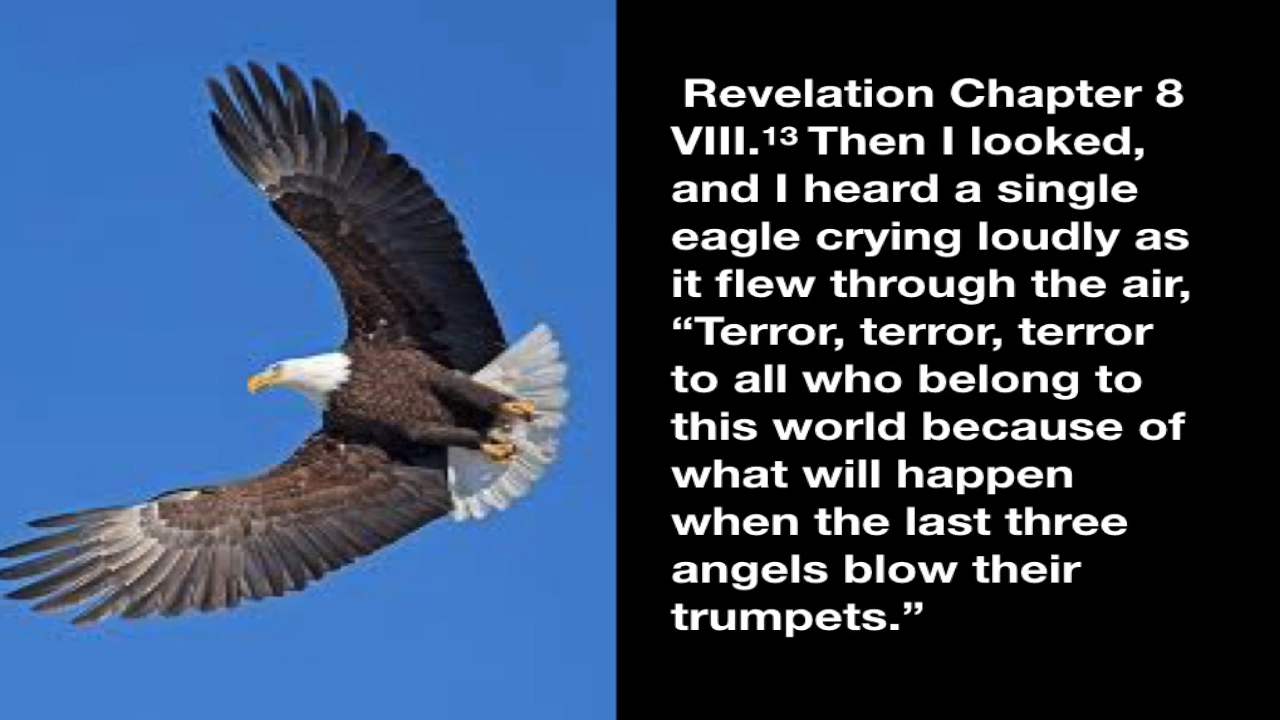 Revelation Chapter 8
VIII.¹³ Then I looked,
and I heard a single
eagle crying loudly as
it flew through the air,
“Terror, terror, terror
to all who belong to
this world because of
what will happen
when the last three
angels blow their
trumpets.”